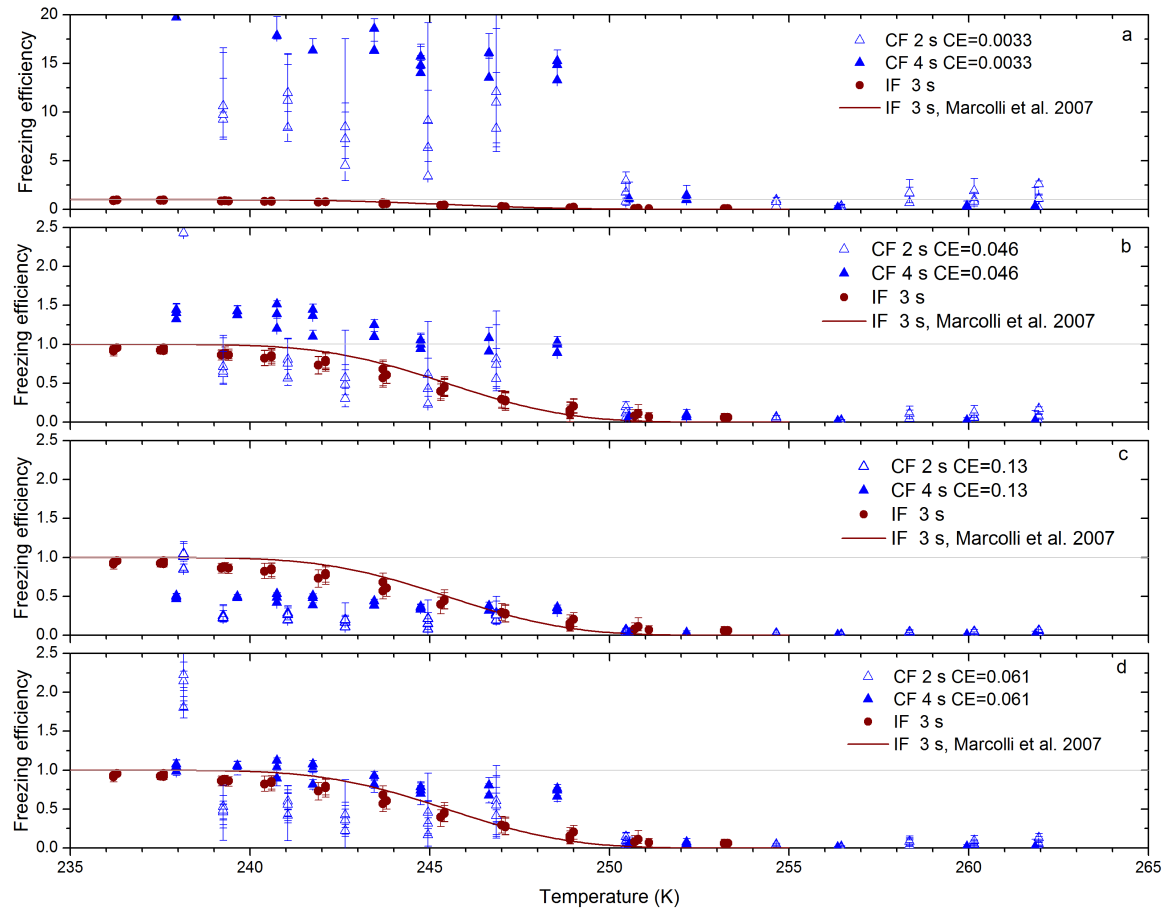 20
15
10
5
0
Freezing efficiency
a
CF 2 s CE=0.0033
CF 4 s CE=0.0033
IF 3 s
IF 3 s, Marcolli et al. 2007
2.5
2.0
1.5
1.0
0.5
0.0
Freezing efficiency
b
CF 2 s CE=0.046
CF 4 s CE=0.046
IF 3 s
IF 3 s, Marcolli et al. 2007
2.5
2.0
1.5
1.0
0.5
0.0
Freezing efficiency
c
CF 2 s CE=0.13
CF 4 s CE=0.13
IF 3 s
IF 3 s, Marcolli et al. 2007
2.5
2.0
1.5
1.0
0.5
0.0
Freezing efficiency
d
CF 2 s CE=0.061
CF 4 s CE=0.061
IF 3 s
IF 3 s, Marcolli et al. 2007
235 240 245 250 255 260 265
Temperature (K)